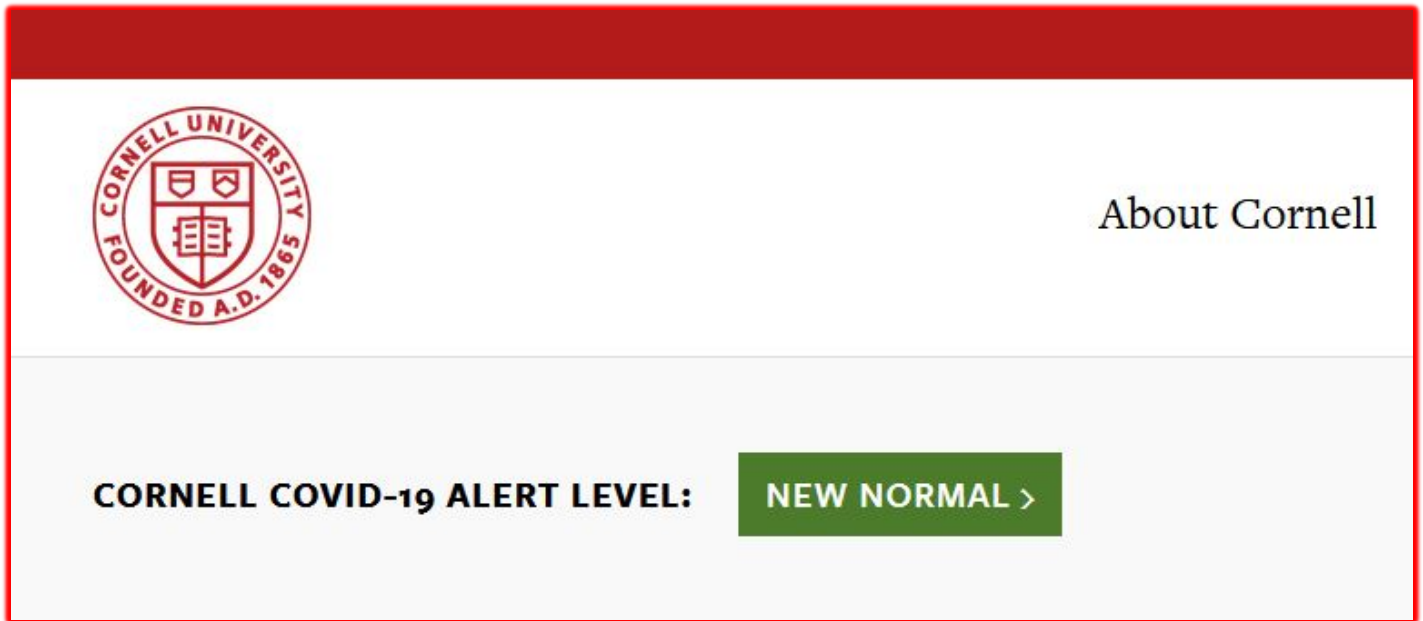 CORNELL UNIVERSITY
FOUNDED A.D. 1865
About Cornell
CORNELL COVID-19 ALERT LEVEL:
NEW NORMAL >